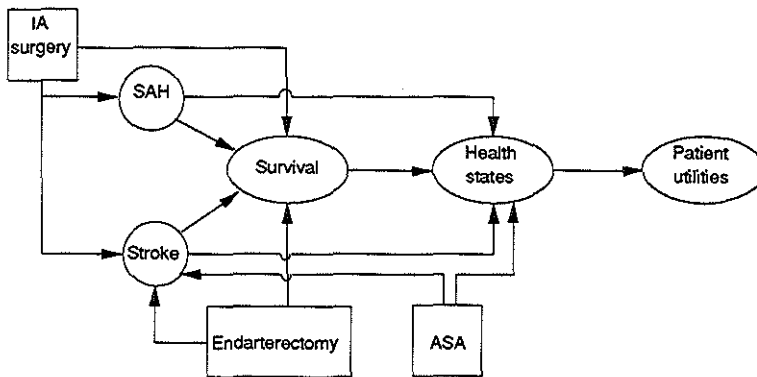 IA
surgery
SAH
Survival
Health
states
Patient
utilities
Stroke
Endarterectomy
ASA